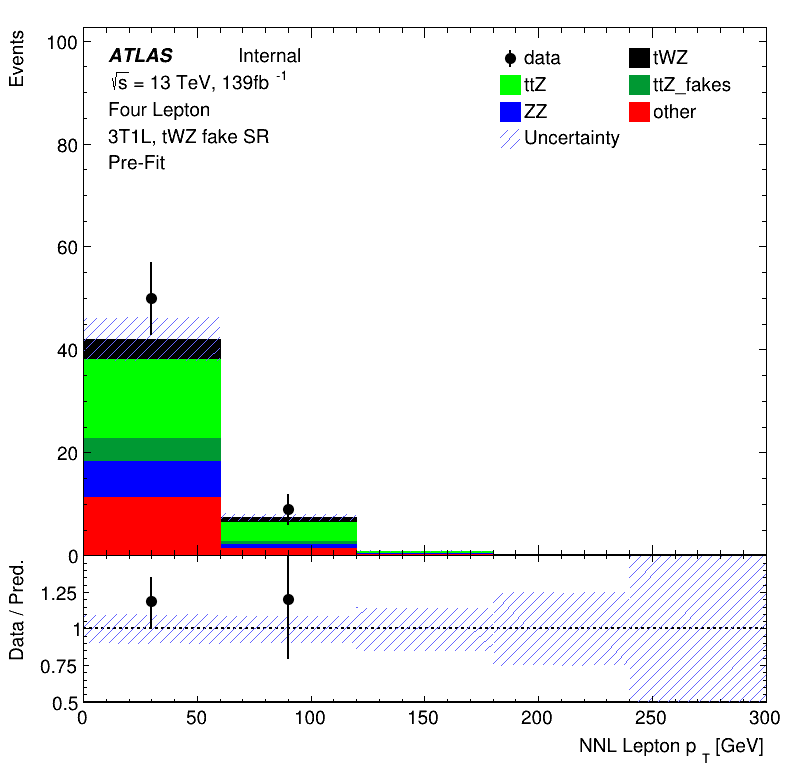 Events
100
80
60
40
20
0
ATLAS Internal
√s = 13 TeV, 139fb -1
Four Lepton
3T1L, tWZ fake SR
Pre-Fit
data tWZ
ttZ ttZ_fakes
ZZ other
Uncertainty
Data / Pred.
1.25
1
0.75
0.5
0 50 100 150 200 250 300
NNL Lepton p T [GeV]